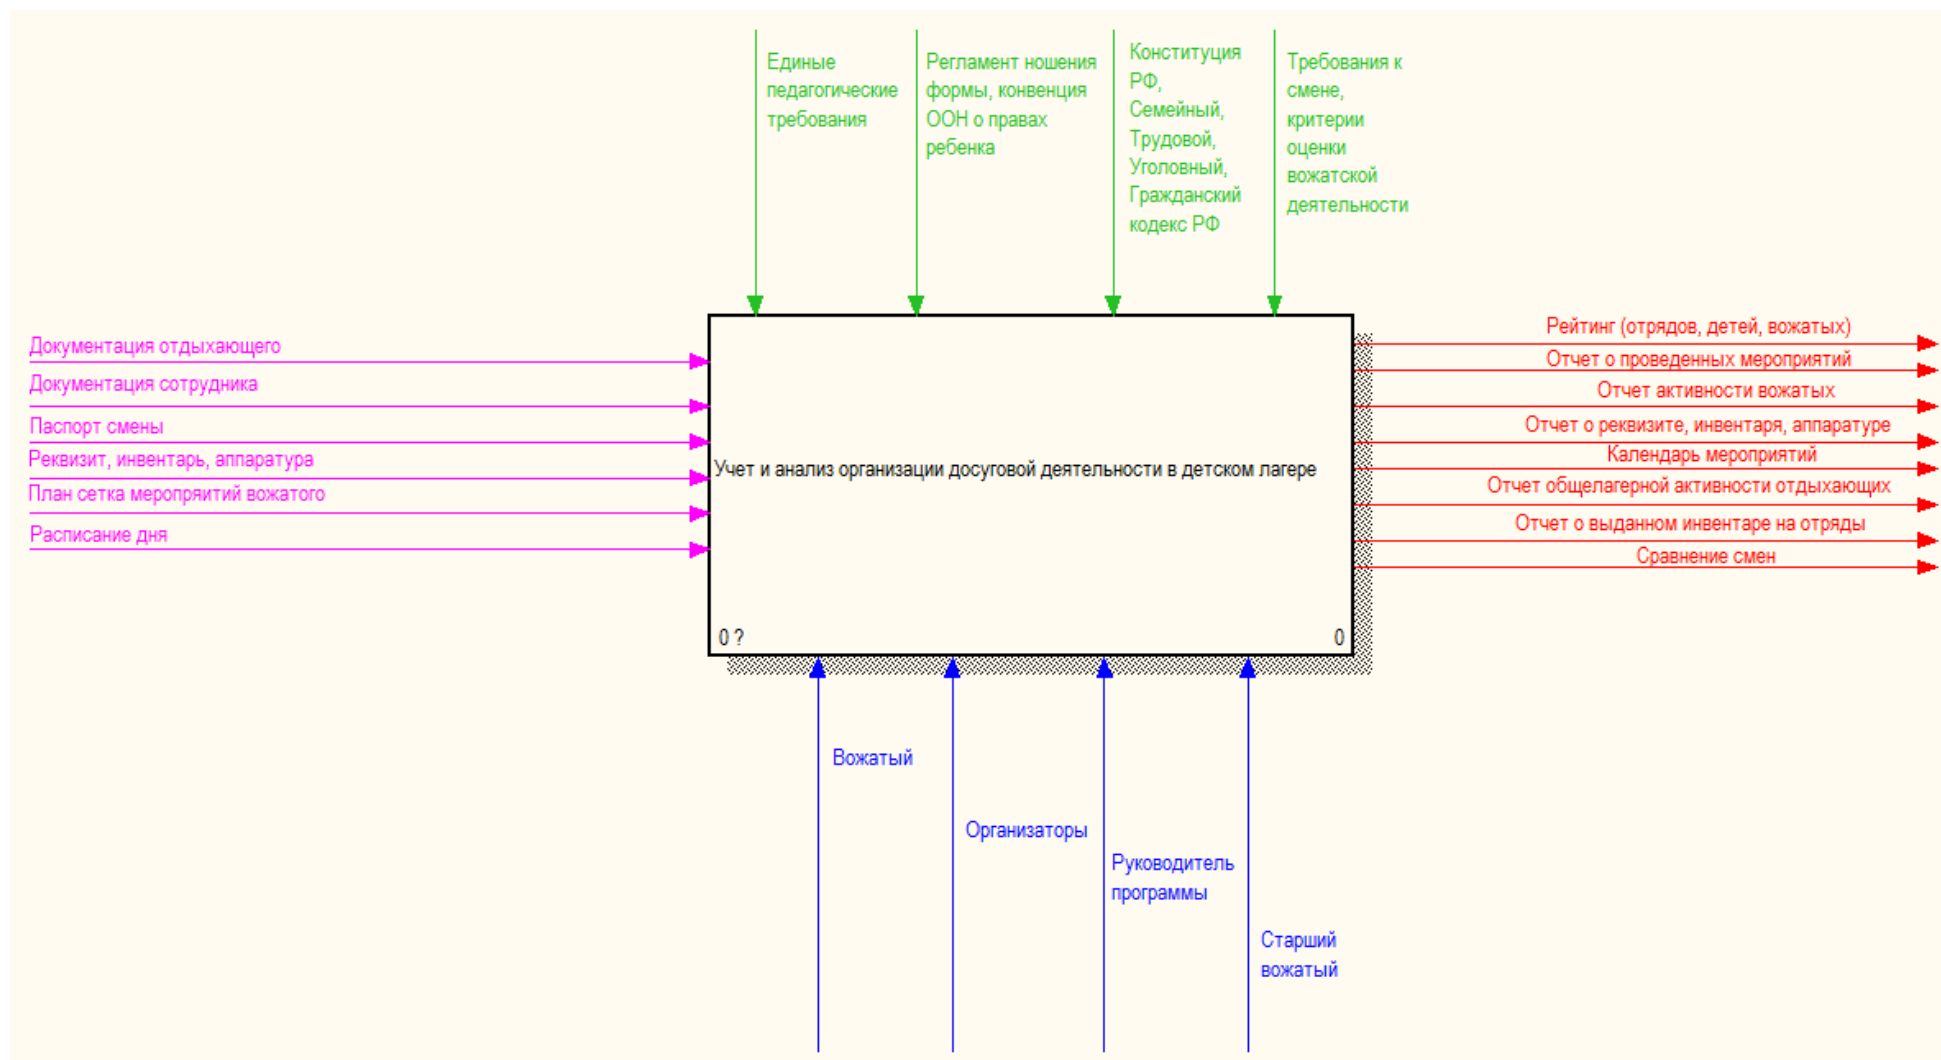 Единые
педагогические
требования
Регламент ношения
формы, конвенция
ООН о правах
ребенка
Конституция
РФ,
Семейный,
Трудовой,
Уголовный,
Гражданский
кодекс РФ
Требования к
смене,
критерии
оценки
вожатской
деятельности
Документация отдыхающего
Документация сотрудника
Паспорт смены
Реквизит, инвентарь, аппаратура
План сетка меропряитий вожатого
Расписание дня
Учет и анализ организации досуговой деятельности в детском лагере
0 ?
0
Рейтинг (отрядов, детей, вожатых)
Отчет о проведенных мероприятий
Отчет активности вожатых
Отчет о реквизите, инвентаря, аппаратуре
Календарь мероприятий
Отчет общелагерной активности отдыхающих
Отчет о выданном инвентаре на отряды
Сравнение смен
Вожатый
Организаторы
Руководитель
программы
Старший
вожатый